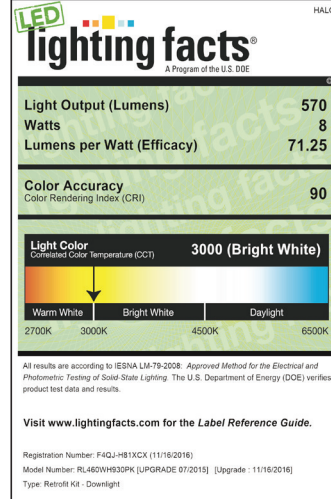 LED
HALO
lighting facts®
A Program of the U.S. DOE
Light Output (Lumens) 570
Watts 8
Lumens per Watt (Efficacy) 71.25
Color Accuracy
Color Rendering Index (CRI) 90
Light Color
Correlated Color Temperature (CCT) 3000 (Bright White)
Warm White Bright White Daylight
2700K 3000K 4500K 6500K
All results are according to IESNA LM-79-2008: Approved Method for the Electrical and
Photometric Testing of Solid-State Lighting. The U.S. Department of Energy (DOE) verifies
product test data and results.
Visit www.lightingfacts.com for the Label Reference Guide.
Registration Number: F4QJ-H81XCX (11/16/2016)
Model Number: RL460WH930PK [UPGRADE 07/2015] [Upgrade : 11/16/2016]
Type: Retrofit Kit - Downlight